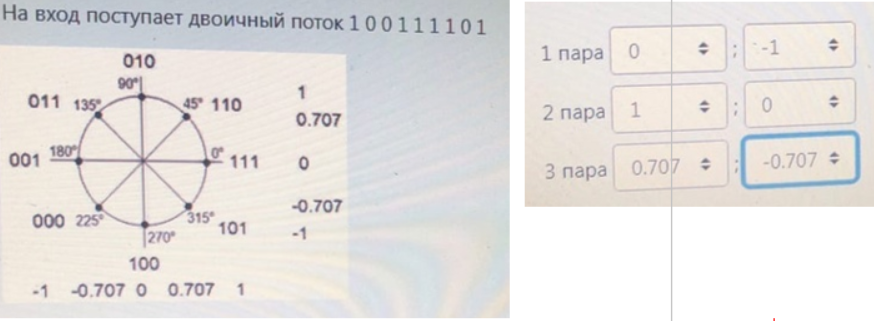 На вход поступает двоичный поток 1 0 0 1 1 1 1 0 1
010
90°
011 135° 45° 110 1
0.707
001 180° 0° 111 0
000 225° 315° 101 -0.707
270° -1
100
-1 -0.707 0 0.707 1
1 пара 0 ; -1
2 пара 1 ; 0
3 пара 0.707 ; -0.707